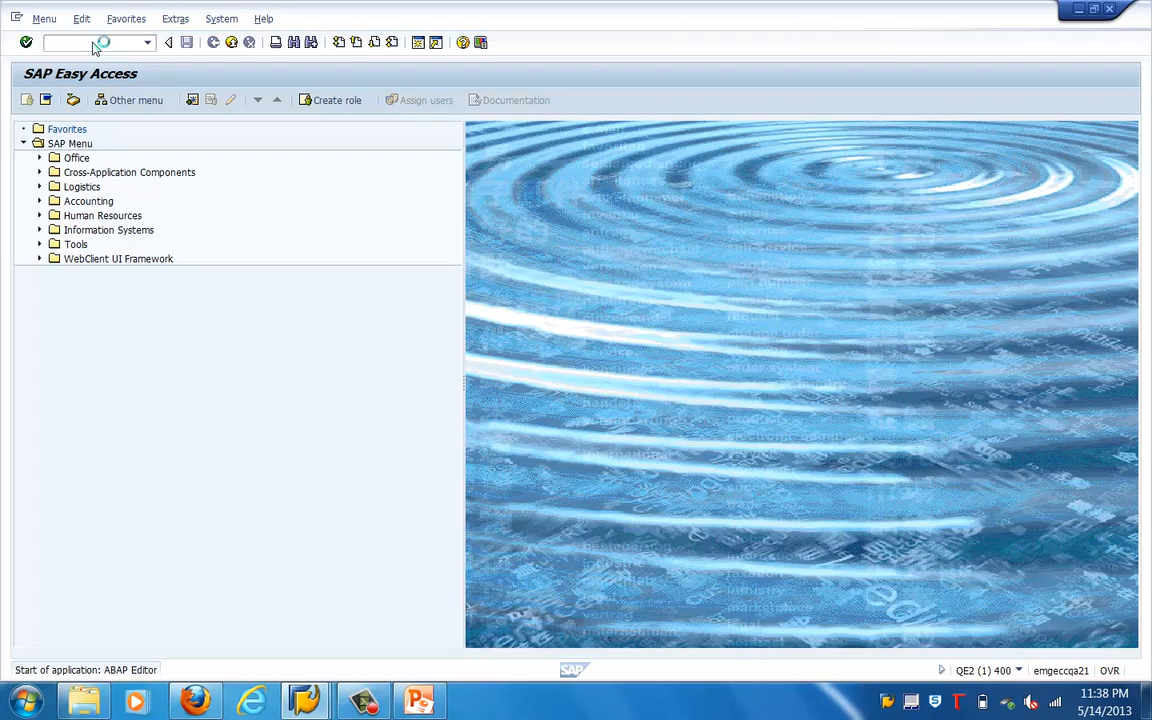 Menu Edit Favorites Extras System Help
SAP Easy Access
Other menu Create role Assign users Documentation
Favorites
SAP Menu
Office
Cross-Application Components
Logistics
Accounting
Human Resources
Information Systems
Tools
WebClient UI Framework
Start of application: ABAP Editor
SAP
QE2 (1) 400 emgeccqa21 OVR
11:38 PM
5/14/2013